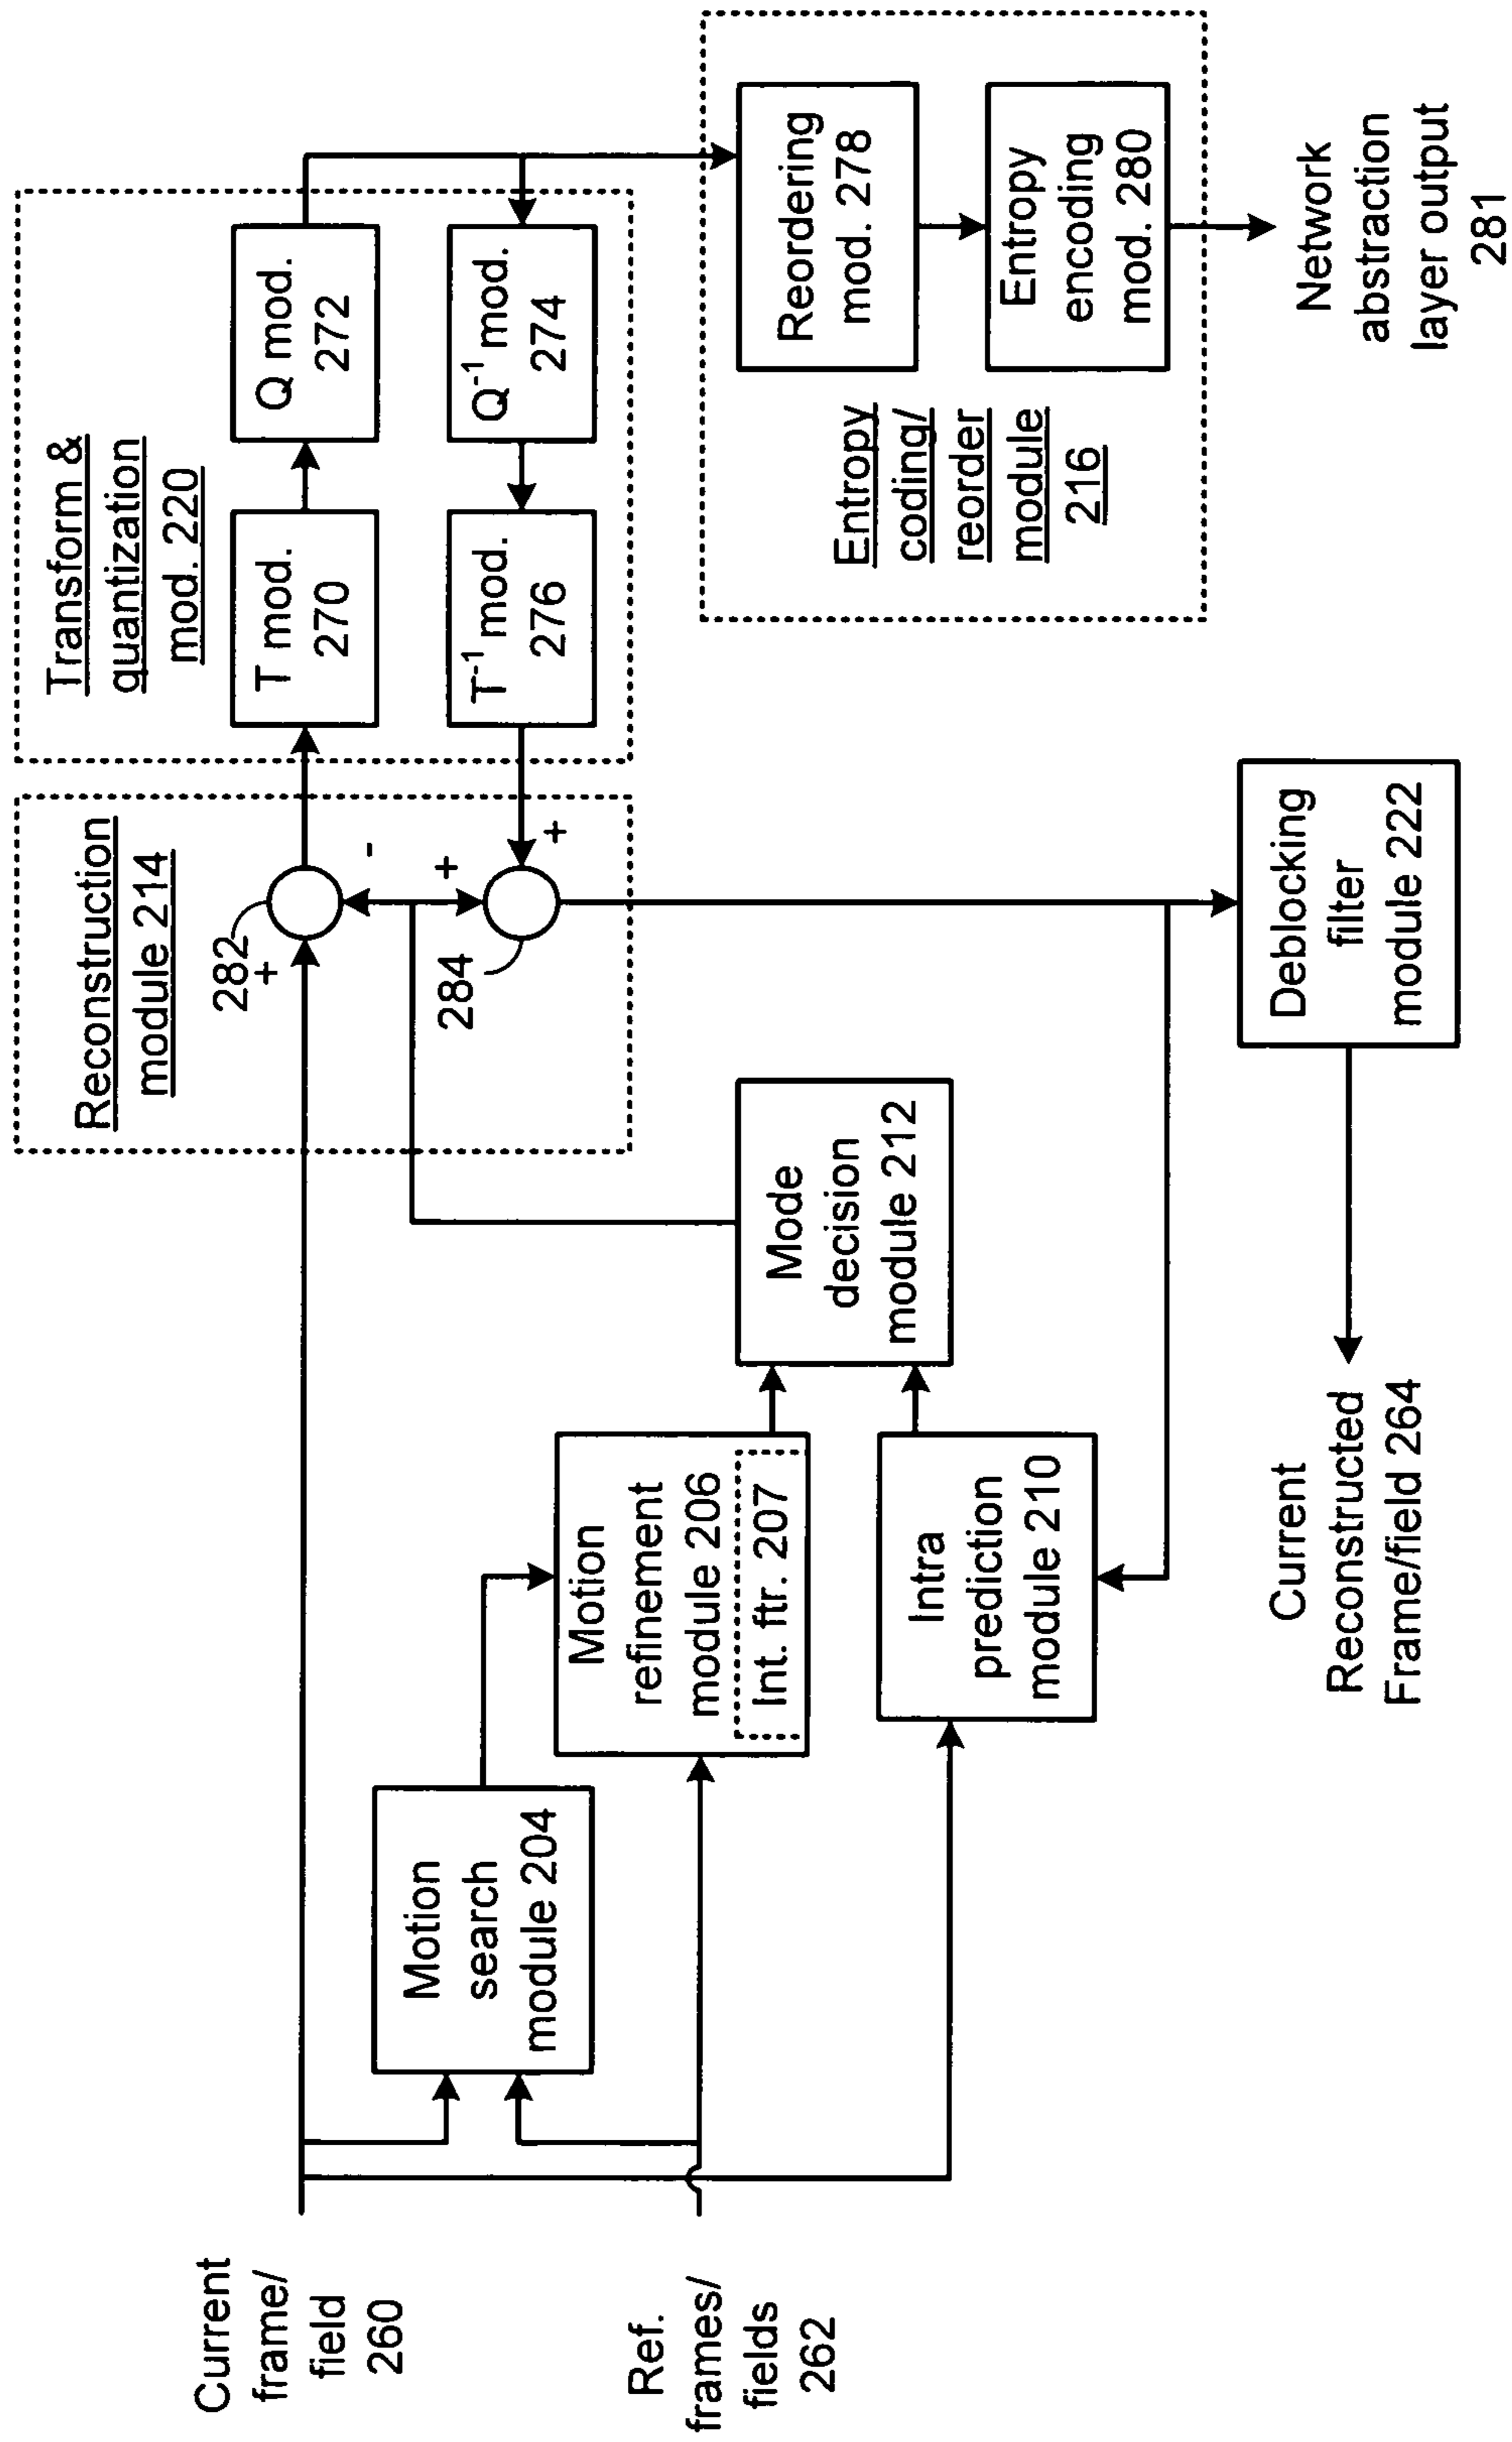 Current
frame/
field
260
Ref.
frames/
fields
262
Motion
search
module 204
Motion
refinement
module 206
Int. ftr. 207
Intra
prediction
module 210
Mode
decision
module 212
Reconstruction
module 214
282
+
-
284
+
+
Transform &
quantization
mod. 220
T mod.
270
Q mod.
272
T-1 mod.
276
Q-1 mod.
274
Entropy
coding/
reorder
module
216
Reordering
mod. 278
Entropy
encoding
mod. 280
Network
abstraction
layer output
281
Deblocking
filter
module 222
Current
Reconstructed
Frame/field 264